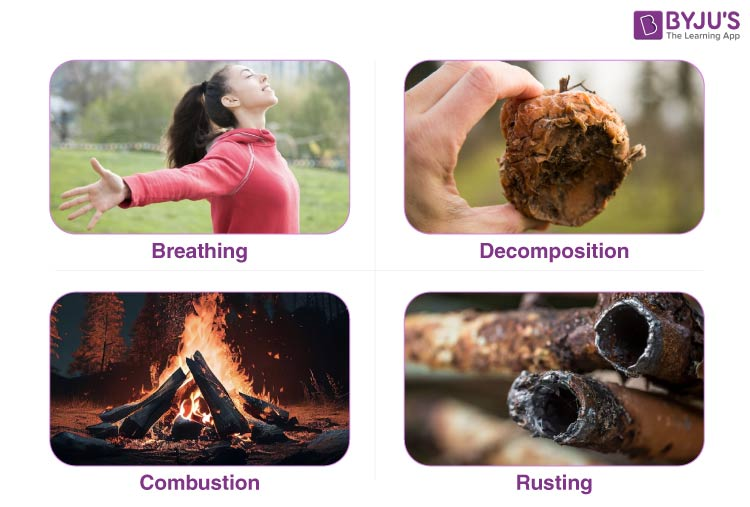 BYJU'S
The Learning App
Breathing
Decomposition
Combustion
Rusting